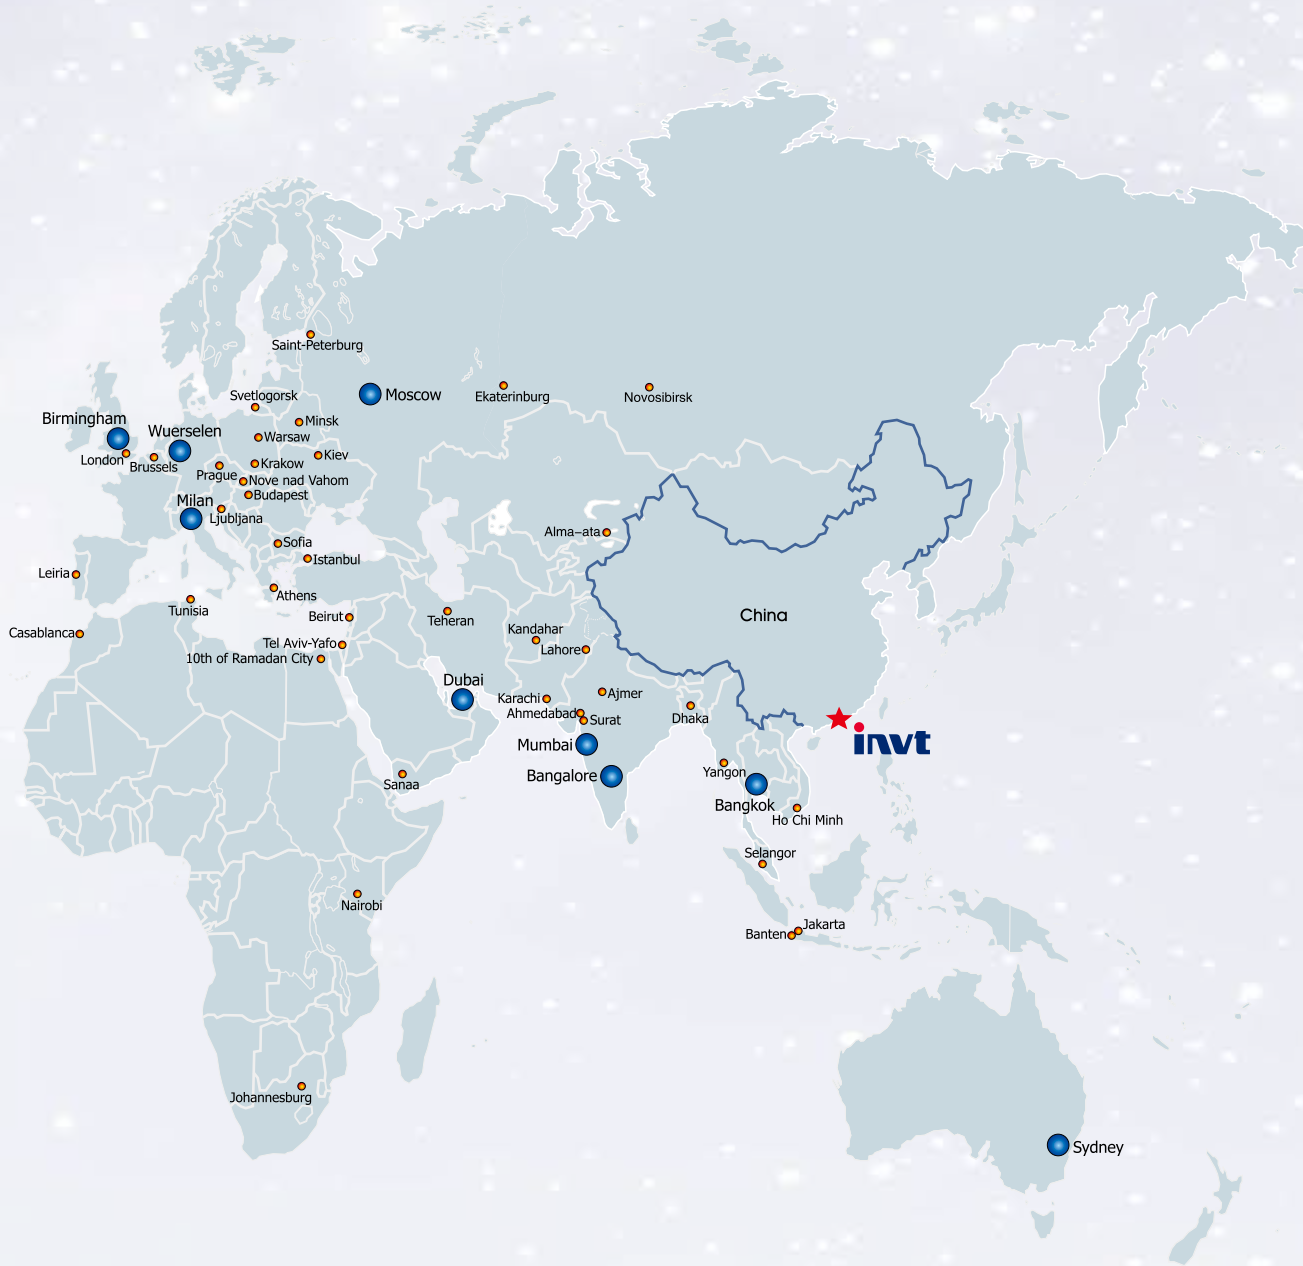 Saint-Peterburg
Svetlogorsk
Moscow
Ekaterinburg
Novosibirsk
Birmingham
Wuerselen
Minsk
Warsaw
London
Brussels
Prague
Krakow
Kiev
Nove nad Vahom
Budapest
Milan
Ljubljana
Alma-ata
Sofia
Istanbul
Leiria
Athens
Tunisia
Beirut
Teheran
China
Casablanca
Kandahar
Tel Aviv-Yafo
Lahore
10th of Ramadan City
Dubai
Karachi
Ajmer
Ahmedabad
Surat
Dhaka
invt
Mumbai
Bangalore
Yangon
Sanaa
Bangkok
Ho Chi Minh
Selangor
Nairobi
Jakarta
Banten
Johannesburg
Sydney